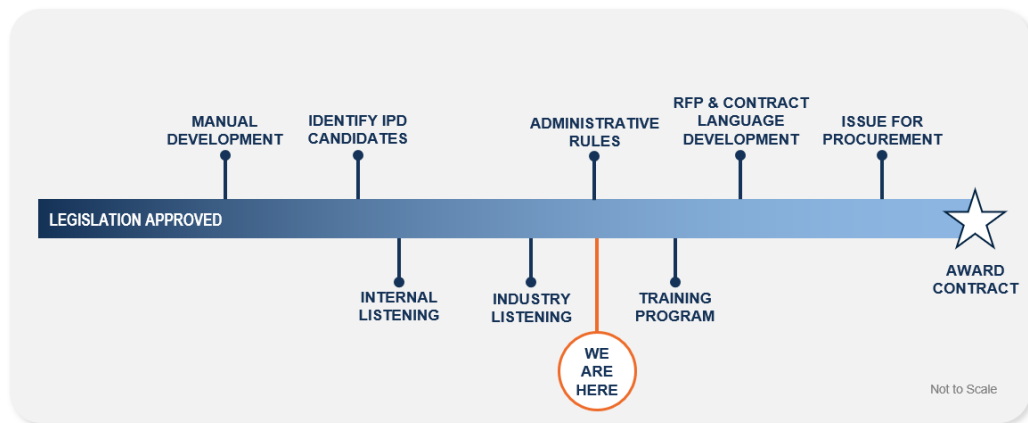 MANUAL
DEVELOPMENT
IDENTIFY IPD
CANDIDATES
ADMINISTRATIVE
RULES
RFP & CONTRACT
LANGUAGE
DEVELOPMENT
ISSUE FOR
PROCUREMENT
LEGISLATION APPROVED
INTERNAL
LISTENING
INDUSTRY
LISTENING
TRAINING
PROGRAM
AWARD
CONTRACT
WE
ARE
HERE
Not to Scale